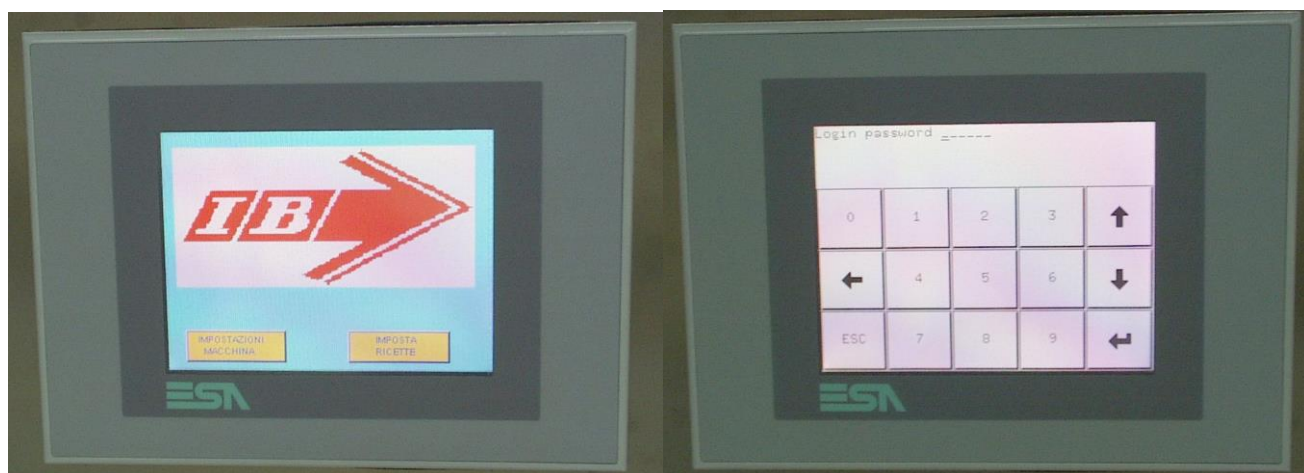 IB
IMPOSTAZIONI
MACCHINA
IMPOSTA
RICETTE
ESA
Login password ______
0 1 2 3
4 5 6
ESC 7 8 9
ESA